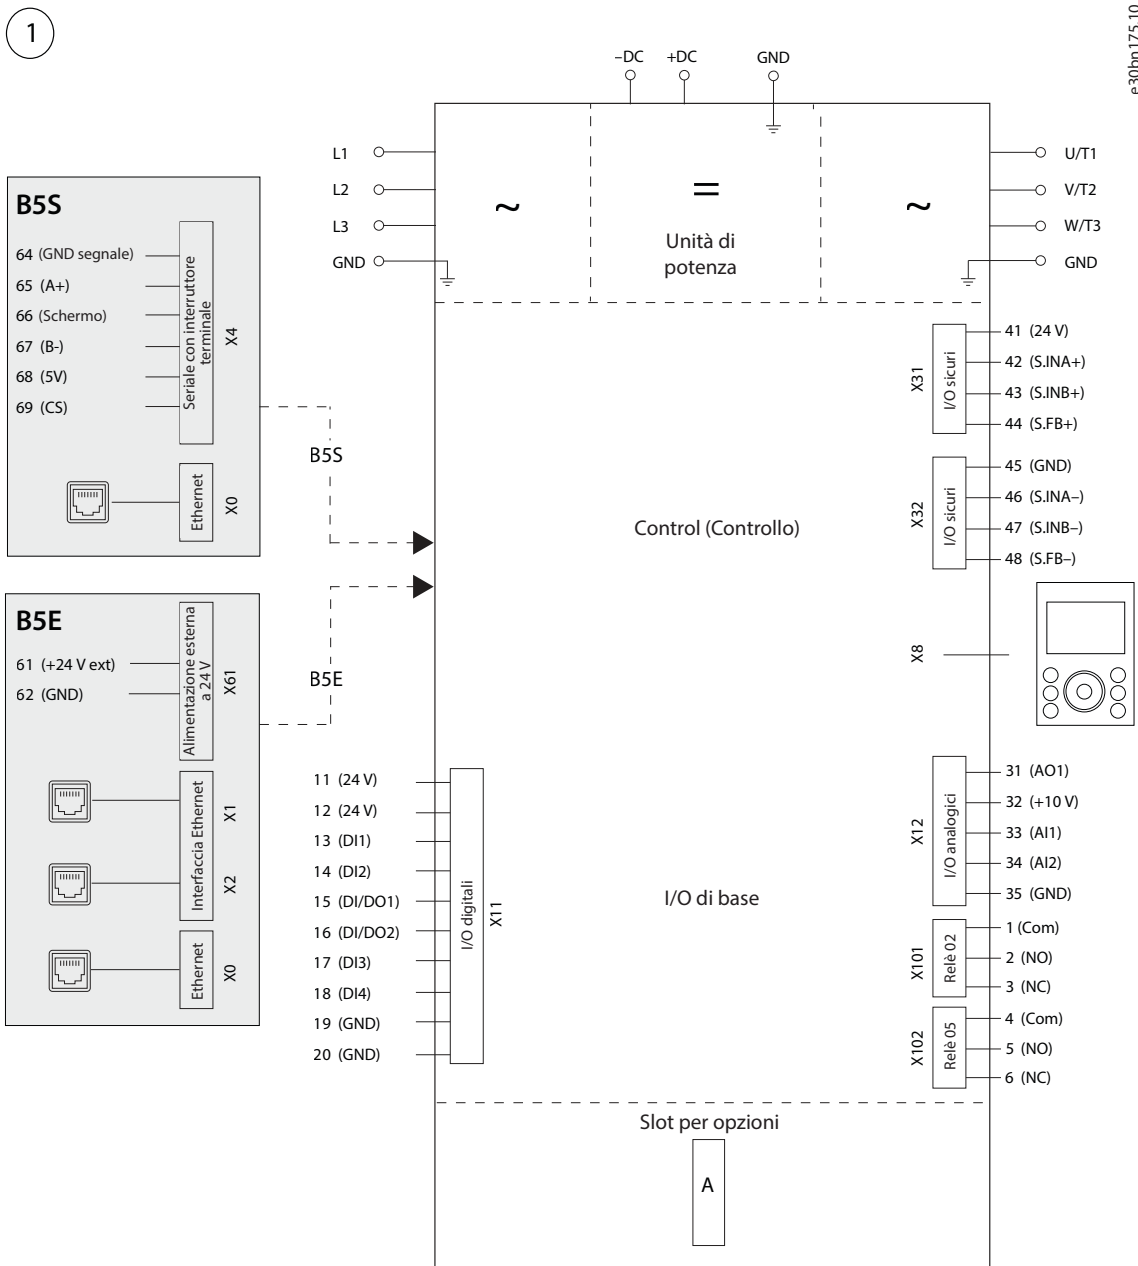 1
e30bn175.10
–DC
+DC
GND
L1
L2
L3
GND
~
=
~
Unità di
potenza
U/T1
V/T2
W/T3
GND
B5S
64 (GND segnale)
65 (A+)
66 (Schermo)
67 (B-)
68 (5V)
69 (CS)
Seriale con interruttore
terminale
X4
Ethernet
X0
B5S
B5E
61 (+24 V ext)
62 (GND)
Alimentazione esterna
a 24 V
X61
Interfaccia Ethernet
X1
X2
Ethernet
X0
B5E
Control (Controllo)
X31
I/O sicuri
41 (24 V)
42 (S.INA+)
43 (S.INB+)
44 (S.FB+)
X32
I/O sicuri
45 (GND)
46 (S.INA–)
47 (S.INB–)
48 (S.FB–)
X8
11 (24 V)
12 (24 V)
13 (DI1)
14 (DI2)
15 (DI/DO1)
16 (DI/DO2)
17 (DI3)
18 (DI4)
19 (GND)
20 (GND)
I/O digitali
X11
I/O di base
X12
I/O analogici
31 (AO1)
32 (+10 V)
33 (AI1)
34 (AI2)
35 (GND)
X101
Relè 02
1 (Com)
2 (NO)
3 (NC)
X102
Relè 05
4 (Com)
5 (NO)
6 (NC)
Slot per opzioni
A